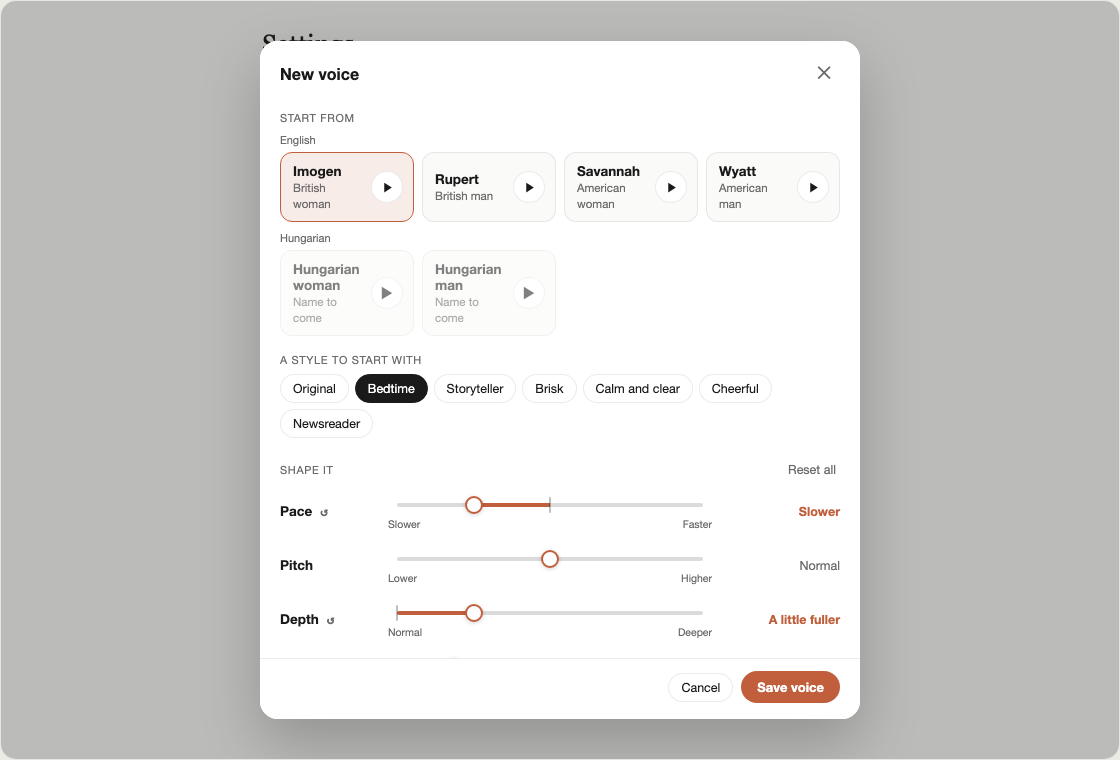 Settings
New voice
START FROM
English
Imogen
British
woman
Rupert
British man
Savannah
American
woman
Wyatt
American
man
Hungarian
Hungarian
woman
Name to
come
Hungarian
man
Name to
come
A STYLE TO START WITH
Original
Bedtime
Storyteller
Brisk
Calm and clear
Cheerful
Newsreader
SHAPE IT
Reset all
Pace
Slower
Faster
Slower
Pitch
Lower
Higher
Normal
Depth
Normal
Deeper
A little fuller
Cancel
Save voice